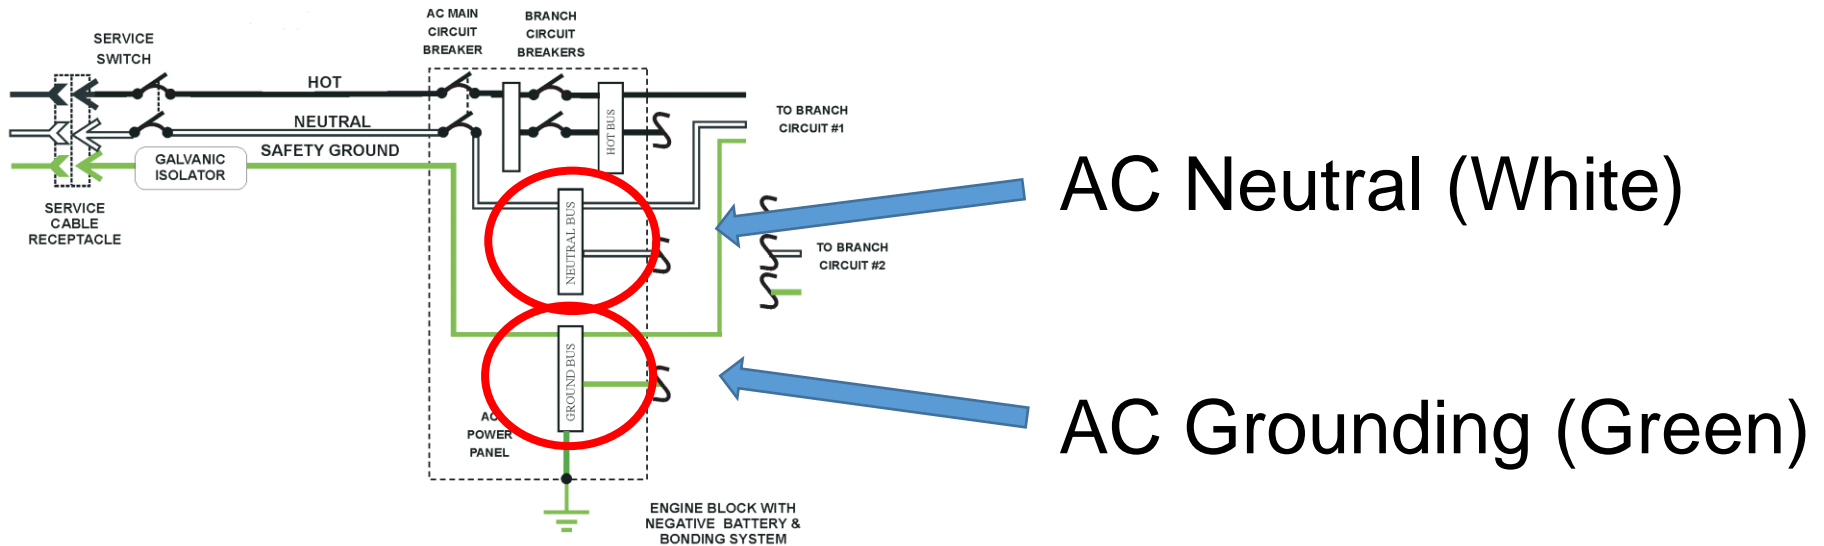 SERVICE
SWITCH
AC MAIN
CIRCUIT
BREAKER
BRANCH
CIRCUIT
BREAKERS
HOT
NEUTRAL
SAFETY GROUND
GALVANIC
ISOLATOR
SERVICE
CABLE
RECEPTACLE
HOT BUS
NEUTRAL BUS
GROUND BUS
AC
POWER
PANEL
TO BRANCH
CIRCUIT #1
TO BRANCH
CIRCUIT #2
ENGINE BLOCK WITH
NEGATIVE BATTERY &
BONDING SYSTEM
AC Neutral (White)
AC Grounding (Green)